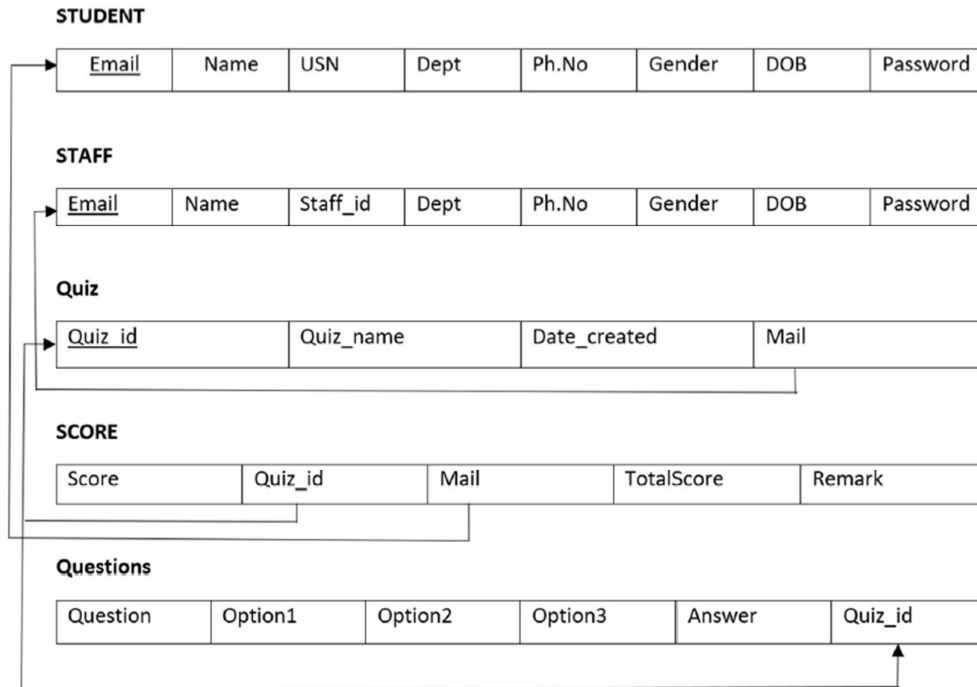 STUDENT
Email Name USN Dept Ph.No Gender DOB Password
STAFF
Email Name Staff_id Dept Ph.No Gender DOB Password
Quiz
Quiz_id Quiz_name Date_created Mail
SCORE
Score Quiz_id Mail TotalScore Remark
Questions
Question Option1 Option2 Option3 Answer Quiz_id